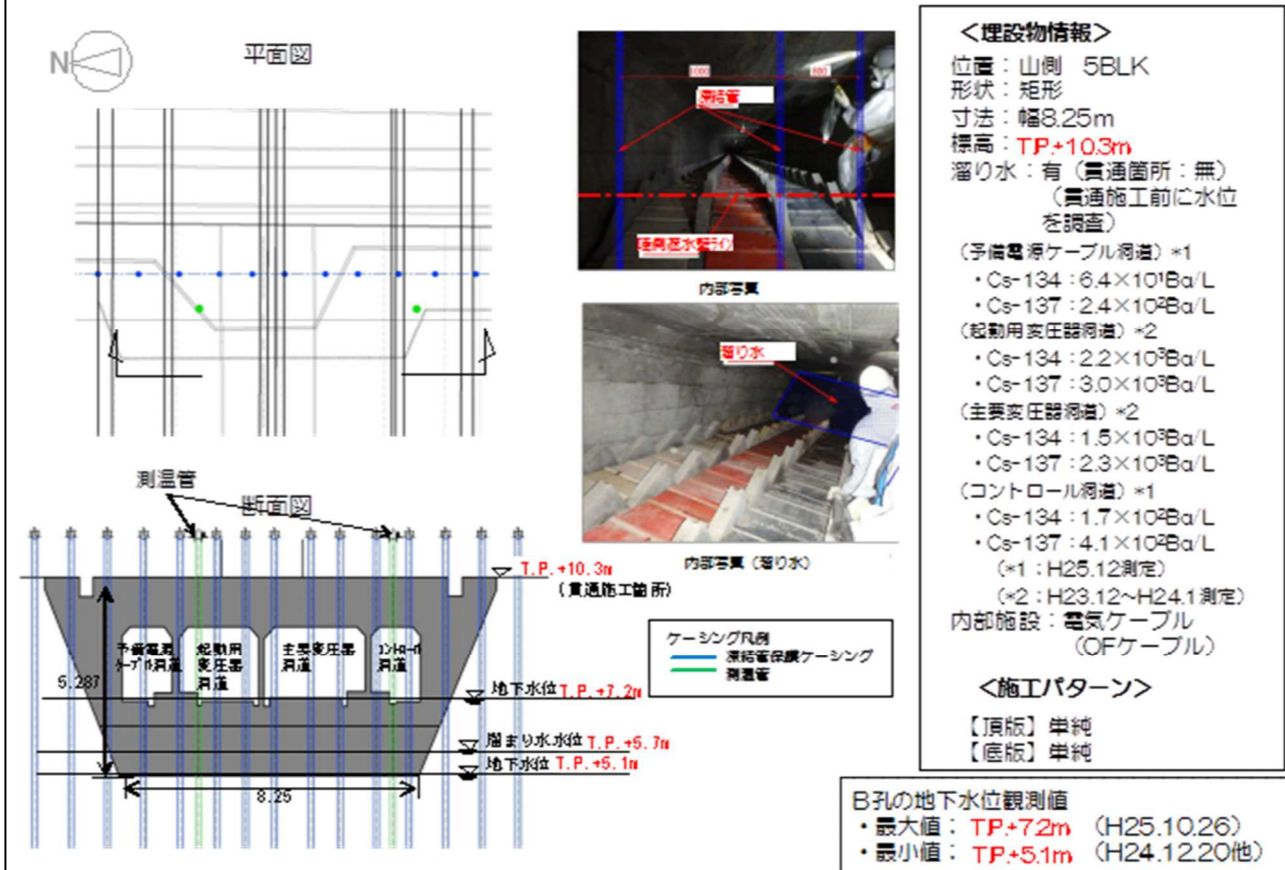 N
平面図
1000
800
凍結管
陸側遮水壁ライン
内部写真
溜り水
内部写真（溜り水）
測温管
断面図
T.P.+10.3m
(貫通施工箇所)
予備電源
ケーブル洞道
起動用
変圧器
洞道
主要変圧器
洞道
コントロール
洞道
5.287
地下水位 T.P.+7.2m
溜まり水水位 T.P.+5.7m
地下水位 T.P.+5.1m
8.25
ケーシング凡例
凍結管保護ケーシング
測温管
＜埋設物情報＞
位置：山側　5BLK
形状：矩形
寸法：幅8.25m
標高：T.P.+10.3m
溜り水：有（貫通箇所：無）
（貫通施工前に水位
を調査）
（予備電源ケーブル洞道）*1
・Cs-134：6.4×10¹Bq/L
・Cs-137：2.4×10²Bq/L
（起動用変圧器洞道）*2
・Cs-134：2.2×10³Bq/L
・Cs-137：3.0×10³Bq/L
（主要変圧器洞道）*2
・Cs-134：1.5×10³Bq/L
・Cs-137：2.3×10³Bq/L
（コントロール洞道）*1
・Cs-134：1.7×10²Bq/L
・Cs-137：4.1×10²Bq/L
（*1：H25.12測定）
（*2：H23.12～H24.1測定）
内部施設：電気ケーブル
（OFケーブル）
＜施工パターン＞
【頂版】単純
【底版】単純
B孔の地下水位観測値
・最大値：T.P.+7.2m　（H25.10.26）
・最小値：T.P.+5.1m　（H24.12.20他）